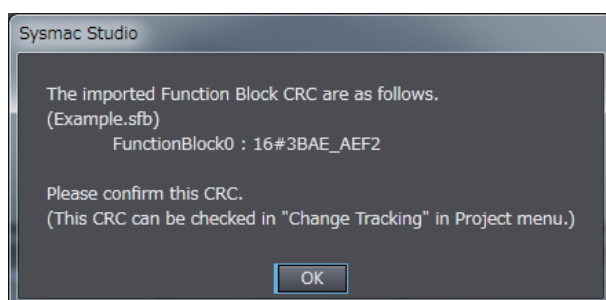 Sysmac Studio
The imported Function Block CRC are as follows.
(Example.sfb)
FunctionBlock0 : 16#3BAE_AEF2
Please confirm this CRC.
(This CRC can be checked in "Change Tracking" in Project menu.)
OK